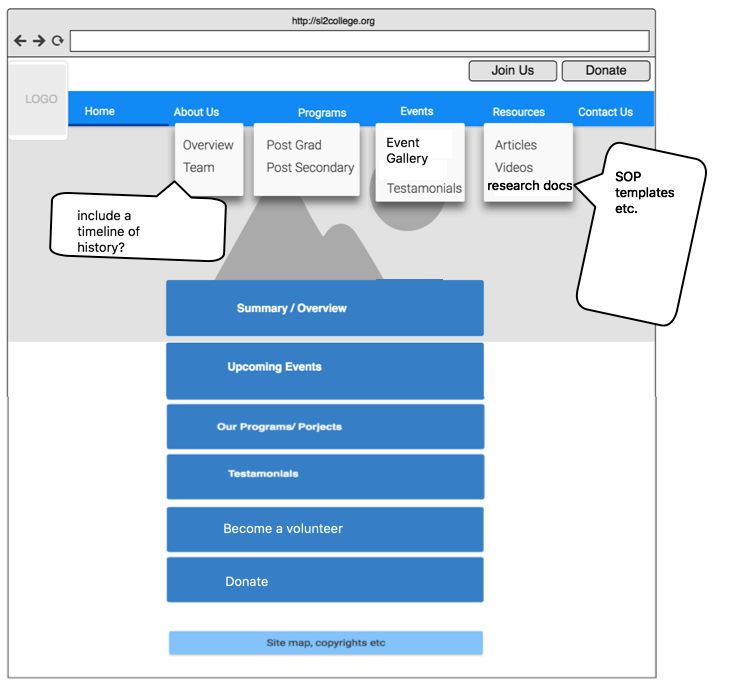 http://sl2college.org
Join Us
Donate
LOGO
Home
About Us
Programs
Events
Resources
Contact Us
Overview
Team
Post Grad
Post Secondary
Event
Gallery
Testamonials
Articles
Videos
research docs
SOP
templates
etc.
include a
timeline of
history?
Summary / Overview
Upcoming Events
Our Programs/ Porjects
Testamonials
Become a volunteer
Donate
Site map, copyrights etc